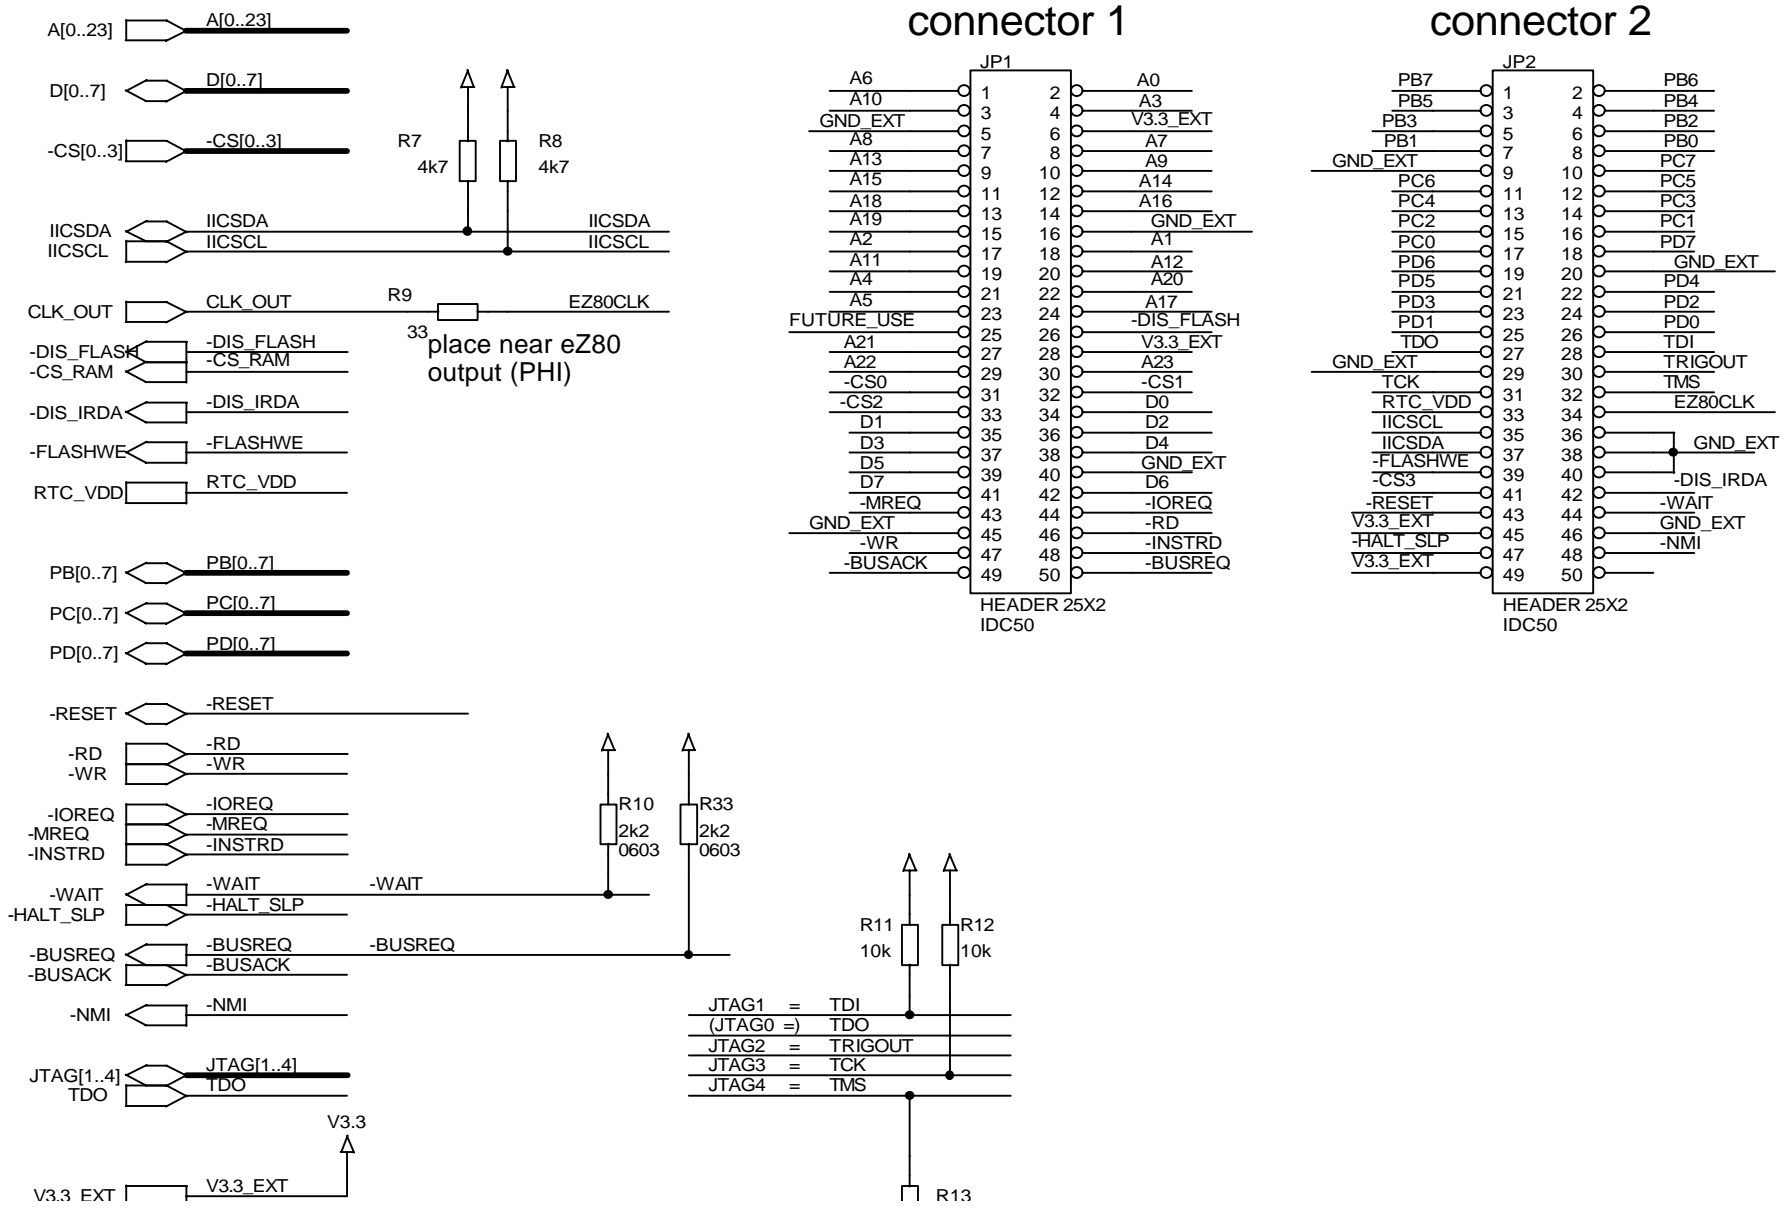 connector 1
connector 2
A[0..23] A[0..23]
D[0..7] D[0..7]
-CS[0..3] -CS[0..3]
R7
4k7
R8
4k7
IICSDA IICSDA IICSDA
IICSCL IICSCL IICSCL
CLK_OUT CLK_OUT R9 EZ80CLK
33
place near eZ80
output (PHI)
-DIS_FLASH -DIS_FLASH
-CS_RAM -CS_RAM
-DIS_IRDA -DIS_IRDA
-FLASHWE -FLASHWE
RTC_VDD RTC_VDD
PB[0..7] PB[0..7]
PC[0..7] PC[0..7]
PD[0..7] PD[0..7]
-RESET -RESET
-RD -RD
-WR -WR
-IOREQ -IOREQ
-MREQ -MREQ
-INSTRD -INSTRD
-WAIT -WAIT -WAIT
-HALT_SLP -HALT_SLP
-BUSREQ -BUSREQ -BUSREQ
-BUSACK -BUSACK
-NMI -NMI
JTAG[1..4] JTAG[1..4]
TDO TDO
V3.3
V3.3_EXT V3.3_EXT
R10
2k2
0603
R33
2k2
0603
R11
10k
R12
10k
JTAG1 = TDI
(JTAG0 =) TDO
JTAG2 = TRIGOUT
JTAG3 = TCK
JTAG4 = TMS
R13
JP1
A6 1 2 A0
A10 3 4 A3
GND_EXT 5 6 V3.3_EXT
A8 7 8 A7
A13 9 10 A9
A15 11 12 A14
A18 13 14 A16
A19 15 16 GND_EXT
A2 17 18 A1
A11 19 20 A12
A4 21 22 A20
A5 23 24 A17
FUTURE_USE 25 26 -DIS_FLASH
A21 27 28 V3.3_EXT
A22 29 30 A23
-CS0 31 32 -CS1
-CS2 33 34 D0
D1 35 36 D2
D3 37 38 D4
D5 39 40 GND_EXT
D7 41 42 D6
-MREQ 43 44 -IOREQ
GND_EXT 45 46 -RD
-WR 47 48 -INSTRD
-BUSACK 49 50 -BUSREQ
HEADER 25X2
IDC50
JP2
PB7 1 2 PB6
PB5 3 4 PB4
PB3 5 6 PB2
PB1 7 8 PB0
GND_EXT 9 10 PC7
PC6 11 12 PC5
PC4 13 14 PC3
PC2 15 16 PC1
PC0 17 18 PD7
PD6 19 20 GND_EXT
PD5 21 22 PD4
PD3 23 24 PD2
PD1 25 26 PD0
TDO 27 28 TDI
GND_EXT 29 30 TRIGOUT
TCK 31 32 TMS
RTC_VDD 33 34 EZ80CLK
IICSCL 35 36
IICSDA 37 38 GND_EXT
-FLASHWE 39 40
-CS3 41 42 -DIS_IRDA
-RESET 43 44 -WAIT
V3.3_EXT 45 46 GND_EXT
-HALT_SLP 47 48 -NMI
V3.3_EXT 49 50
HEADER 25X2
IDC50